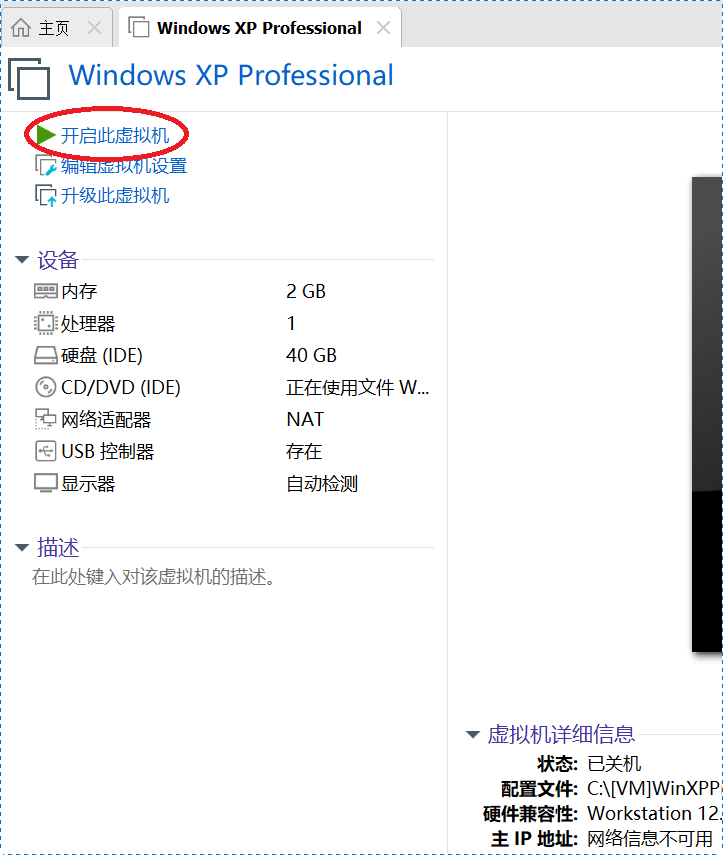 主页
Windows XP Professional
Windows XP Professional
开启此虚拟机
编辑虚拟机设置
升级此虚拟机
设备
内存 2 GB
处理器 1
硬盘 (IDE) 40 GB
CD/DVD (IDE) 正在使用文件 W...
网络适配器 NAT
USB 控制器 存在
显示器 自动检测
描述
在此处键入对该虚拟机的描述。
虚拟机详细信息
状态: 已关机
配置文件: C:\[VM]WinXPP
硬件兼容性: Workstation 12.
主 IP 地址: 网络信息不可用